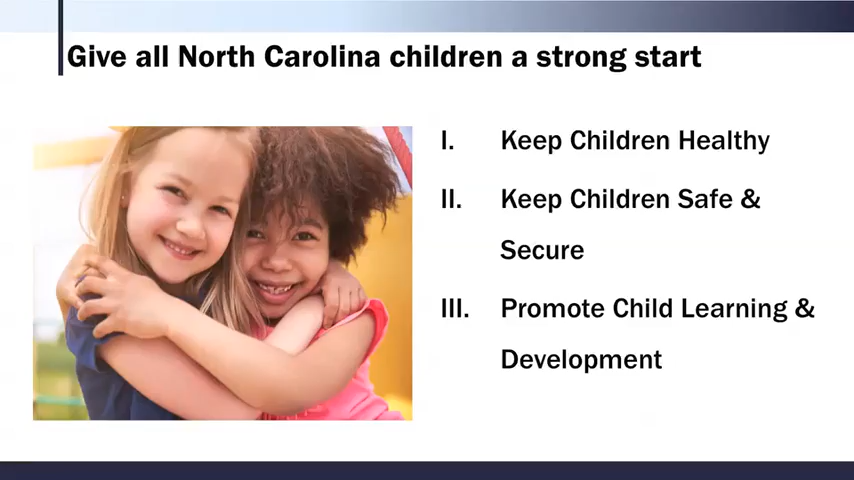 Give all North Carolina children a strong start
I. Keep Children Healthy
II. Keep Children Safe &
Secure
III. Promote Child Learning &
Development